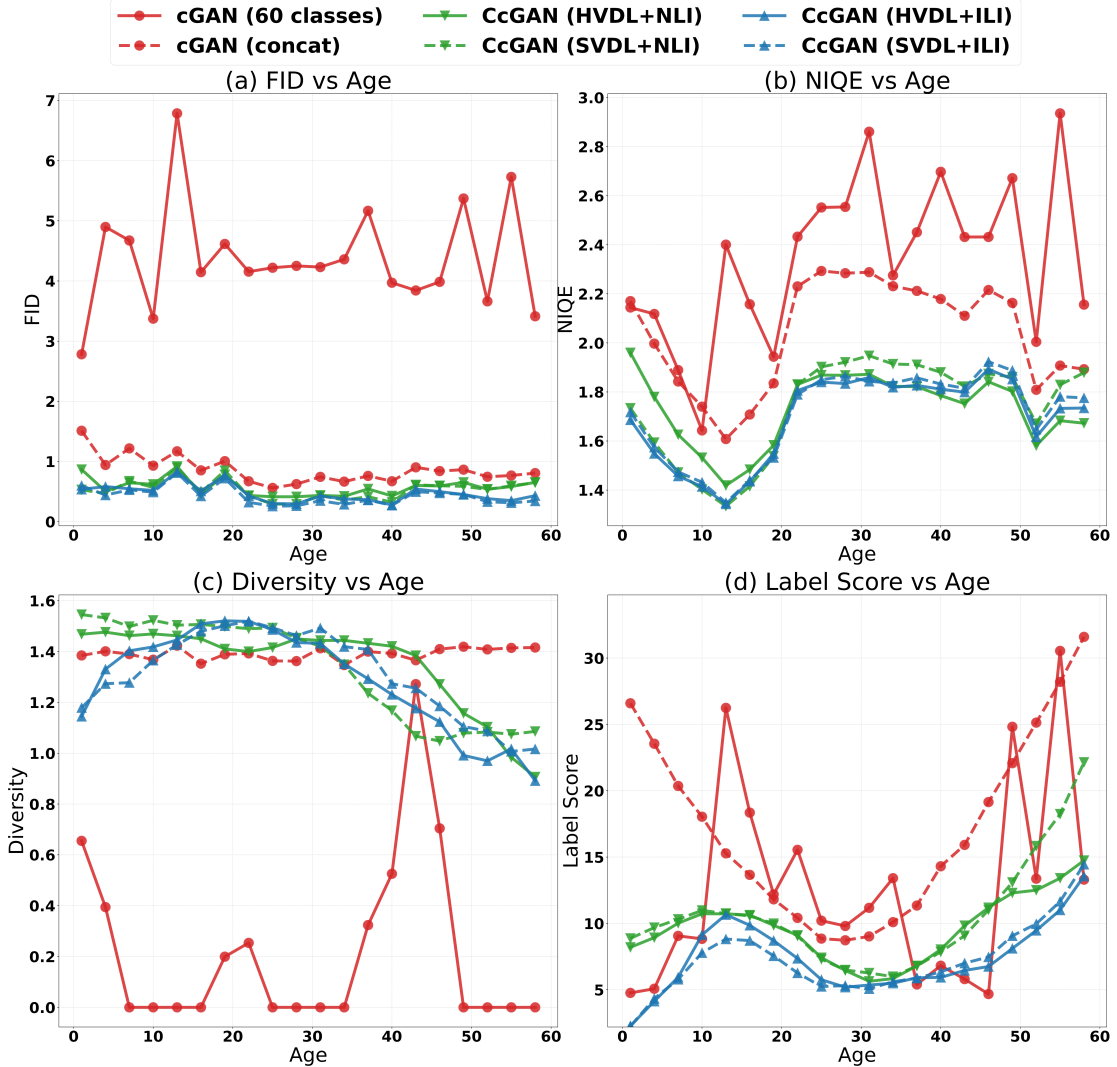 cGAN (60 classes) CcGAN (HVDL+NLI) CcGAN (HVDL+ILI)
cGAN (concat) CcGAN (SVDL+NLI) CcGAN (SVDL+ILI)
(a) FID vs Age
7
6
5
4
3
2
1
0
FID
0 10 20 30 40 50 60
Age
(b) NIQE vs Age
3.0
2.8
2.6
2.4
2.2
2.0
1.8
1.6
1.4
NIQE
0 10 20 30 40 50 60
Age
(c) Diversity vs Age
1.6
1.4
1.2
1.0
0.8
0.6
0.4
0.2
0.0
Diversity
0 10 20 30 40 50 60
Age
(d) Label Score vs Age
30
25
20
15
10
5
Label Score
0 10 20 30 40 50 60
Age